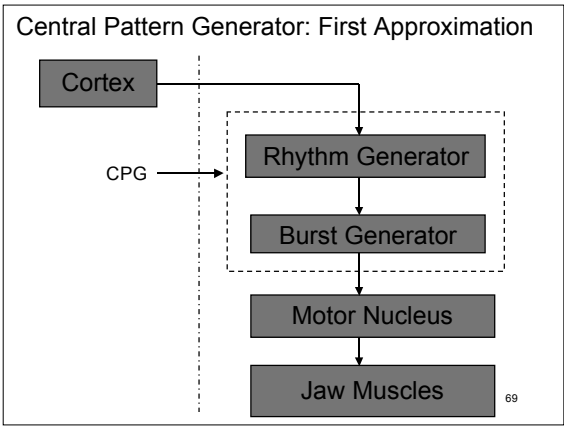 Central Pattern Generator: First Approximation
Cortex
Rhythm Generator
CPG
Burst Generator
Motor Nucleus
Jaw Muscles
69